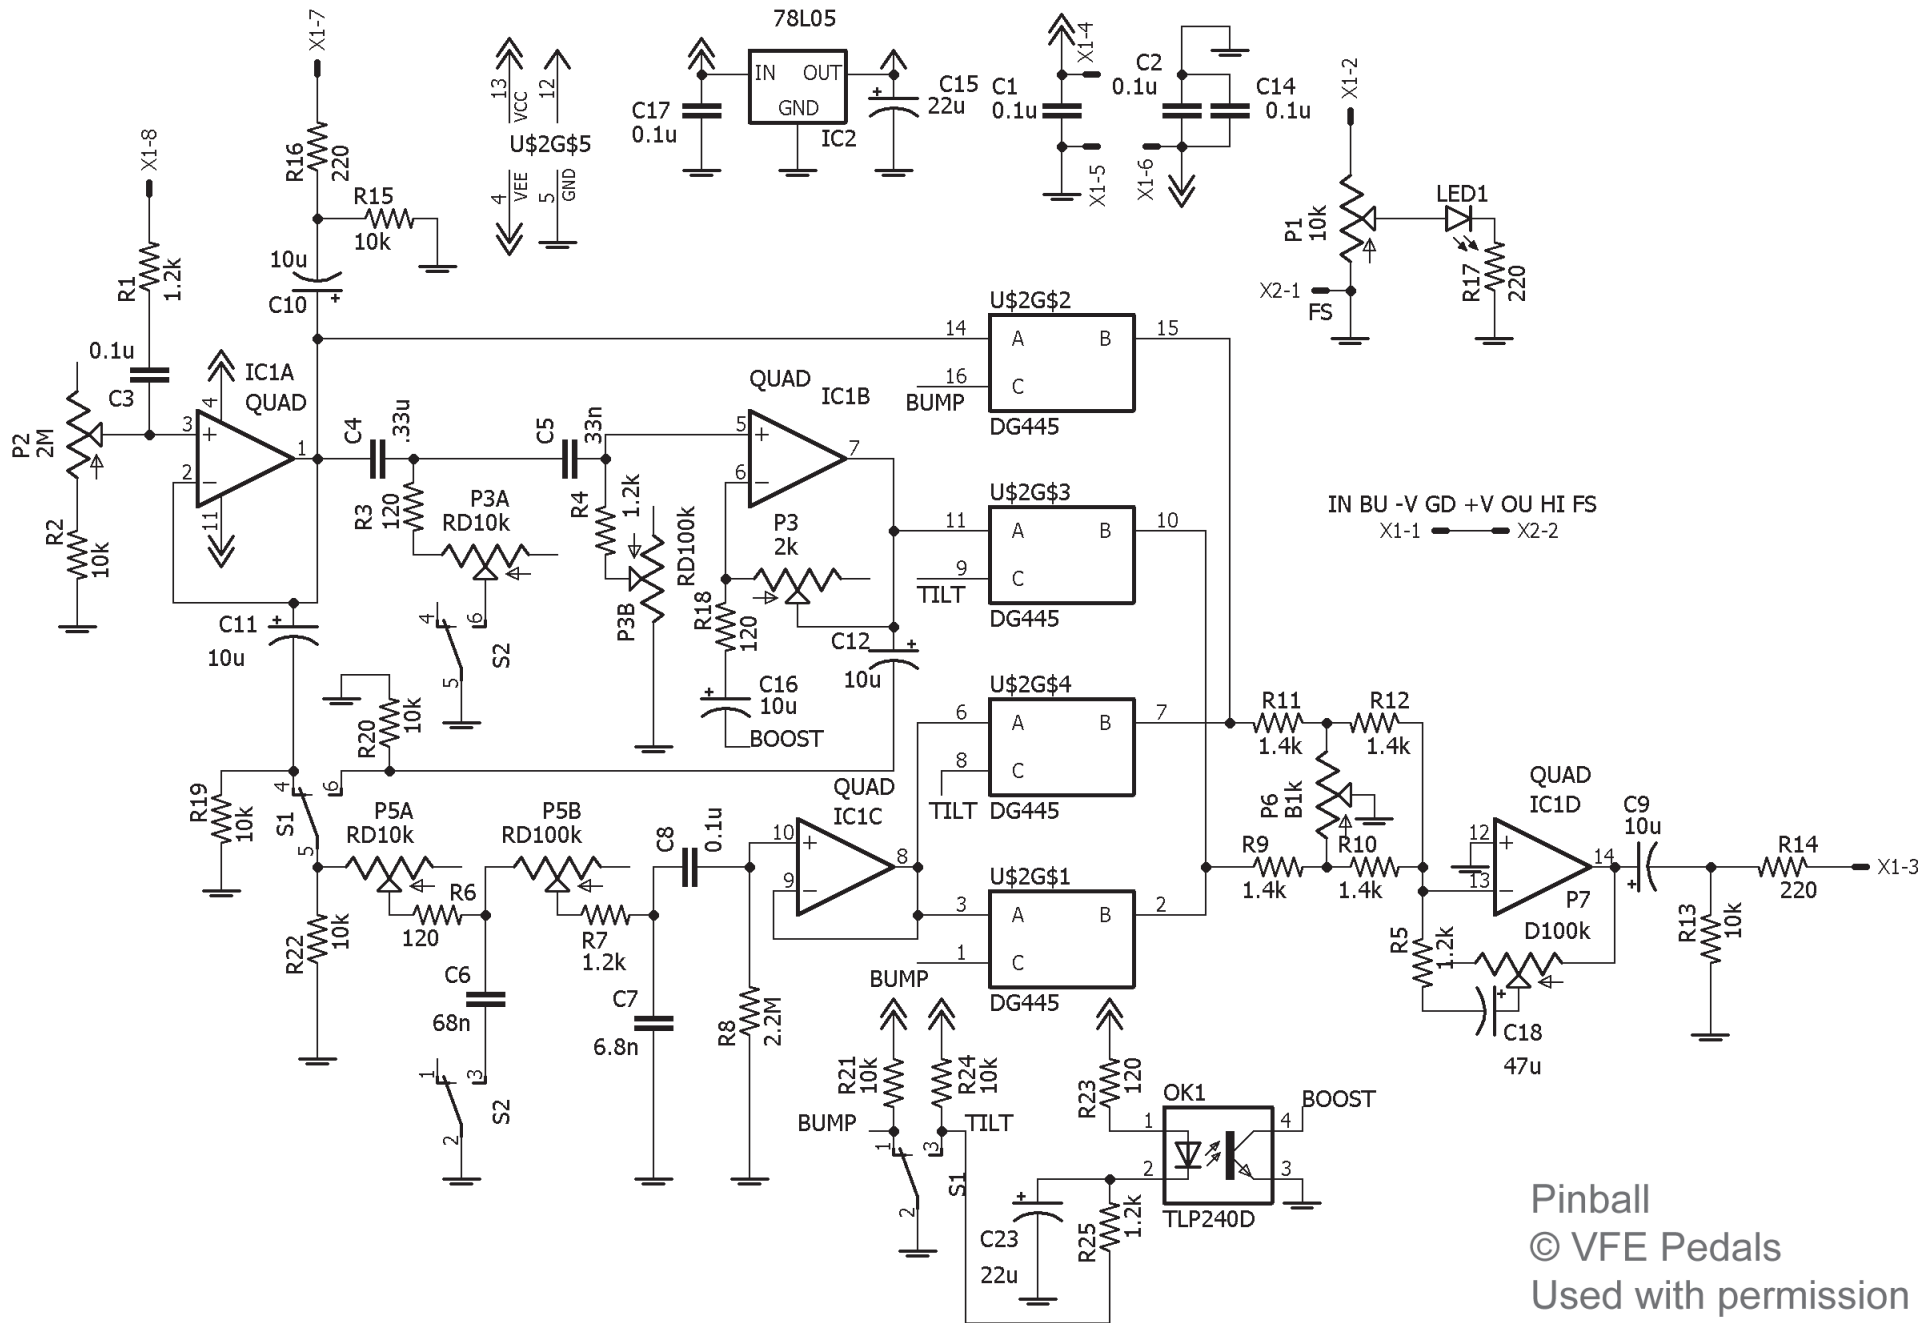 X1-7
78L05
X1-4
C2
X1-2
13
VCC
12
IN
OUT
GND
C15
22u
C1
0.1u
0.1u
C14
0.1u
C17
0.1u
IC2
U$2G$5
4
VEE
5
GND
X1-5
X1-6
X1-8
R16
220
R15
10k
P1
10k
LED1
R17
220
X2-1
FS
R1
1.2k
10u
C10
+
0.1u
C3
P2
2M
R2
10k
IC1A
QUAD
4
3
2
1
11
+
−
C4
.33u
C5
33n
QUAD
IC1B
5
6
7
+
−
R3
120
P3A
RD10k
R4
1.2k
P3B
RD100k
P3
2k
R18
120
C16
10u
BOOST
C12
10u
C11
10u
4
6
5
S2
U$2G$2
14
A
B
15
16
C
BUMP
DG445
U$2G$3
11
A
B
10
9
C
TILT
DG445
IN BU -V GD +V OU HI FS
X1-1
X2-2
U$2G$4
6
A
B
7
8
C
TILT
DG445
U$2G$1
3
A
B
2
1
C
BUMP
DG445
R20
10k
R19
10k
S1
4
6
5
P5A
RD10k
P5B
RD100k
R6
120
R7
1.2k
R22
10k
C6
68n
C7
6.8n
C8
0.1u
R8
2.2M
QUAD
IC1C
10
9
8
+
−
1
3
2
S2
R11
1.4k
R12
1.4k
P6
B1k
R9
1.4k
R10
1.4k
QUAD
IC1D
12
13
14
+
−
C9
10u
R14
220
X1-3
R13
10k
P7
D100k
R5
1.2k
C18
47u
R21
10k
R24
10k
BUMP
TILT
1
3
2
S1
R23
120
OK1
1
2
4
3
BOOST
TLP240D
C23
22u
R25
1.2k
Pinball
© VFE Pedals
Used with permission